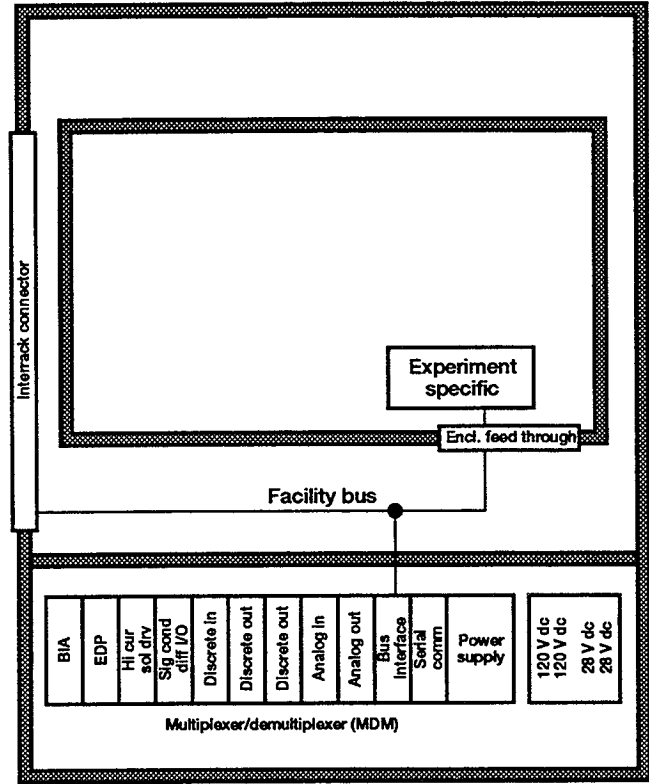 Interrack connector
Experiment
specific
Encl. feed through
Facility bus
BIA
EDP
Hi cur
sol drv
Sig cond
diff I/O
Discrete in
Discrete out
Discrete out
Analog in
Analog out
Bus
Interface
Serial
comm
Power
supply
120 V dc
120 V dc
28 V dc
28 V dc
Multiplexer/demultiplexer (MDM)